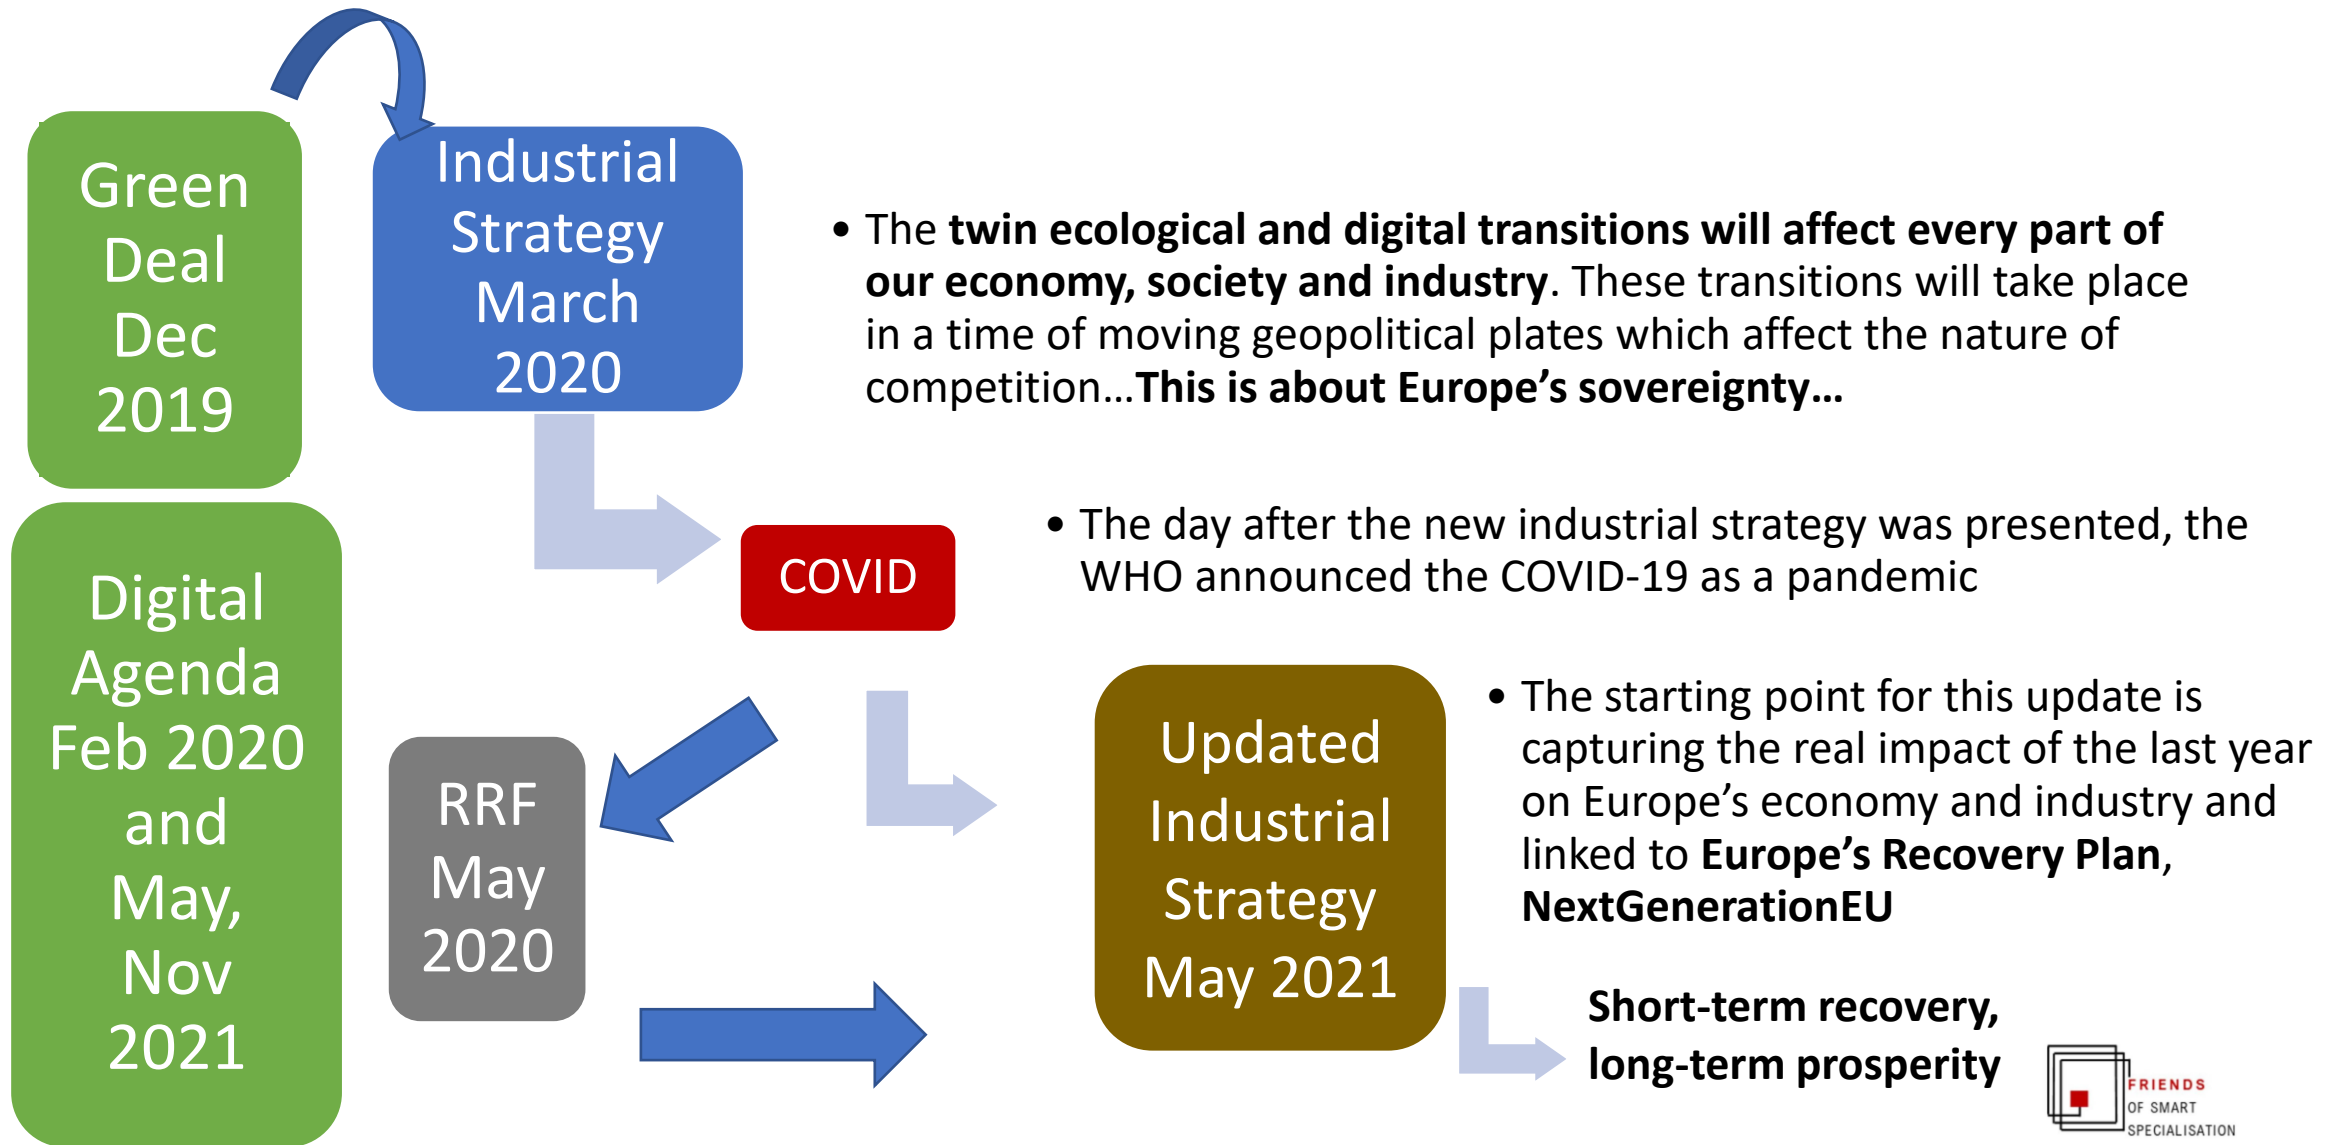 Green
Deal
Dec
2019
Industrial
Strategy
March
2020
• The twin ecological and digital transitions will affect every part of
our economy, society and industry. These transitions will take place
in a time of moving geopolitical plates which affect the nature of
competition...This is about Europe’s sovereignty...
Digital
Agenda
Feb 2020
and
May,
Nov
2021
COVID
• The day after the new industrial strategy was presented, the
WHO announced the COVID-19 as a pandemic
RRF
May
2020
Updated
Industrial
Strategy
May 2021
• The starting point for this update is
capturing the real impact of the last year
on Europe’s economy and industry and
linked to Europe’s Recovery Plan,
NextGenerationEU
Short-term recovery,
long-term prosperity
FRIENDS
OF SMART
SPECIALISATION